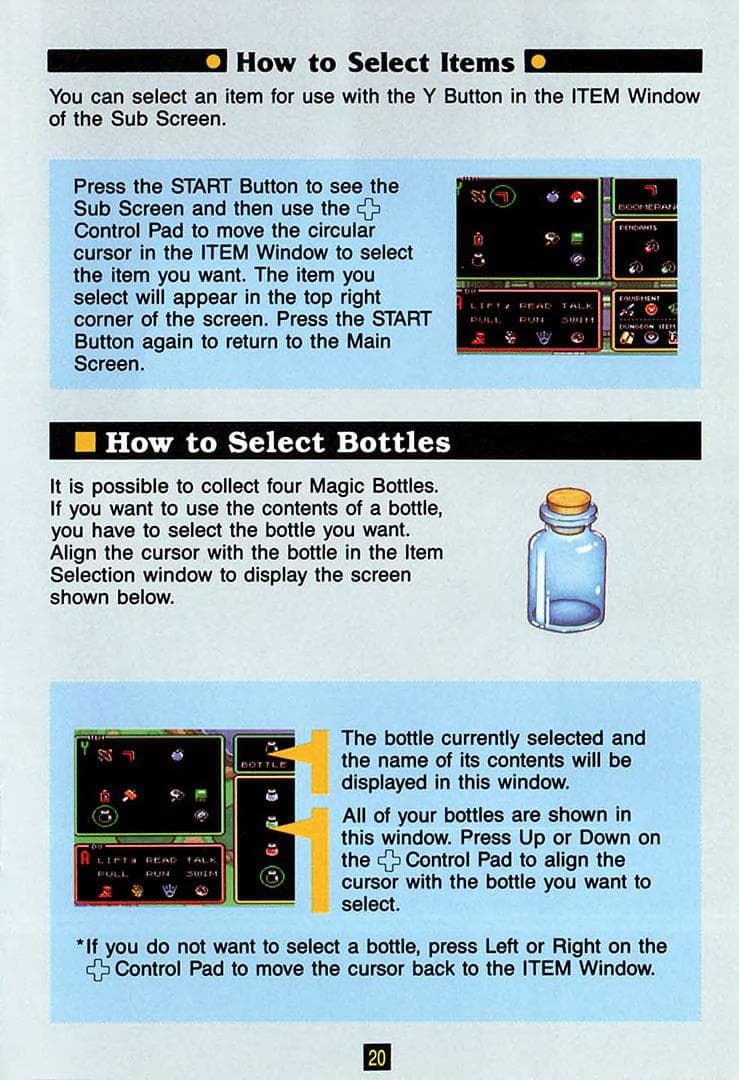 How to Select Items
You can select an item for use with the Y Button in the ITEM Window
of the Sub Screen.
Press the START Button to see the
Sub Screen and then use the
Control Pad to move the circular
cursor in the ITEM Window to select
the item you want. The item you
select will appear in the top right
corner of the screen. Press the START
Button again to return to the Main
Screen.
Y
BOOMERAN
PENDANTS
DO
A LIFT/ READ TALK
PULL RUN SWIM
EQUIPMENT
DUNGEON ITEM
How to Select Bottles
It is possible to collect four Magic Bottles.
If you want to use the contents of a bottle,
you have to select the bottle you want.
Align the cursor with the bottle in the Item
Selection window to display the screen
shown below.
Y
BOTTLE
DO
A LIFT/ READ TALK
PULL RUN SWIM
The bottle currently selected and
the name of its contents will be
displayed in this window.
All of your bottles are shown in
this window. Press Up or Down on
the Control Pad to align the
cursor with the bottle you want to
select.
*If you do not want to select a bottle, press Left or Right on the
Control Pad to move the cursor back to the ITEM Window.
20